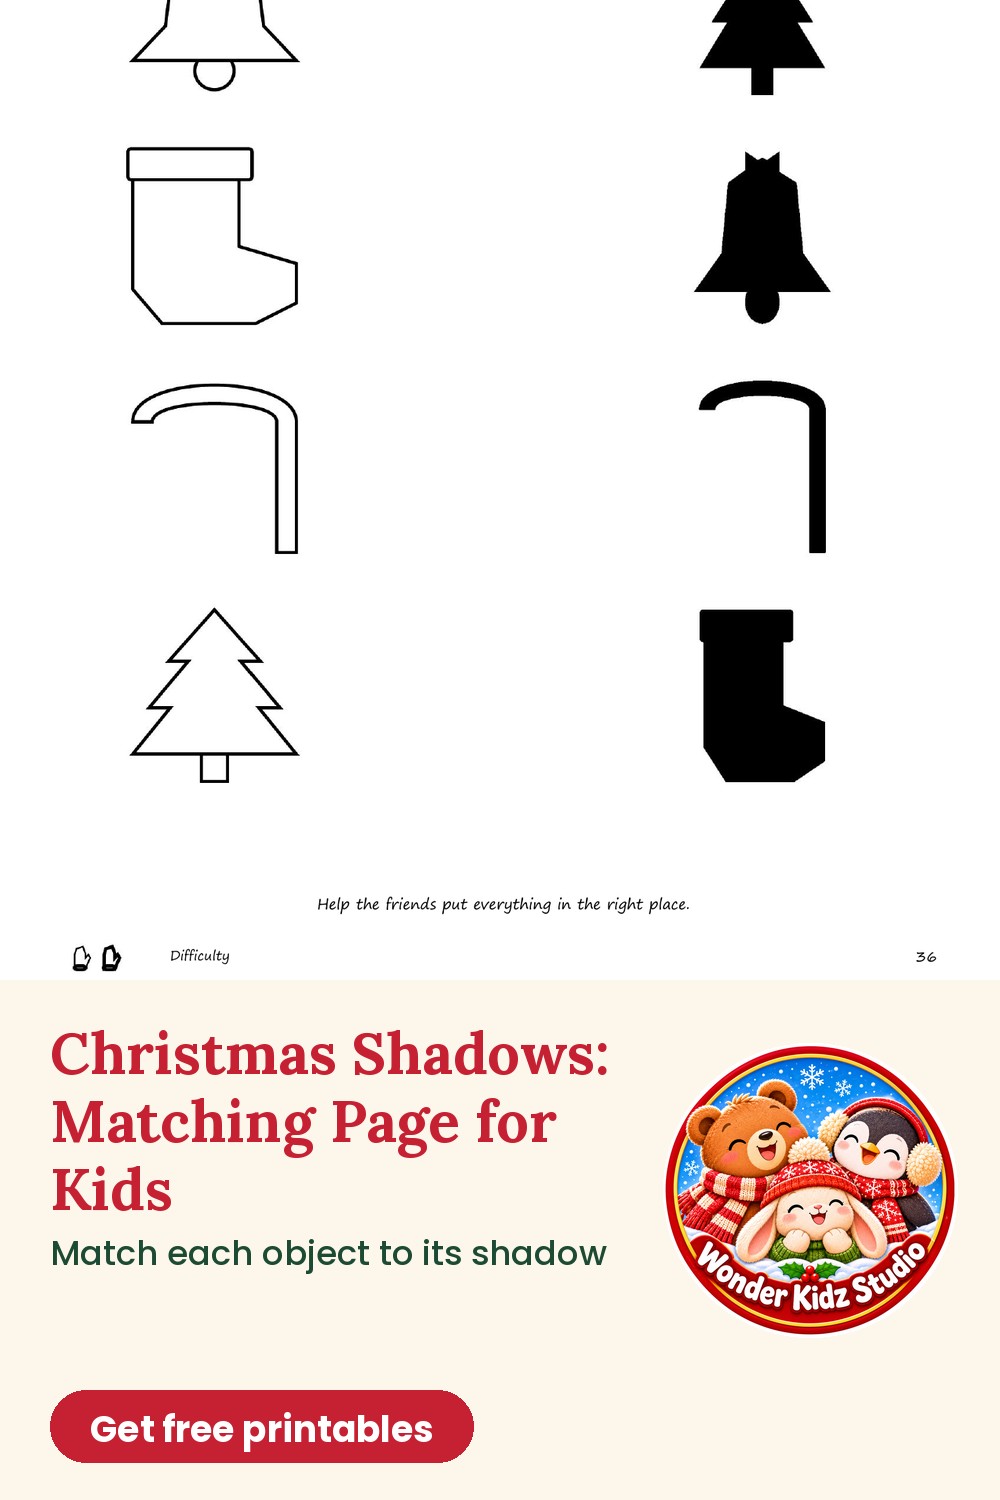 Help the friends put everything in the right place.
Difficulty
36
Christmas Shadows:
Matching Page for
Kids
Match each object to its shadow
Wonder Kidz Studio
Get free printables